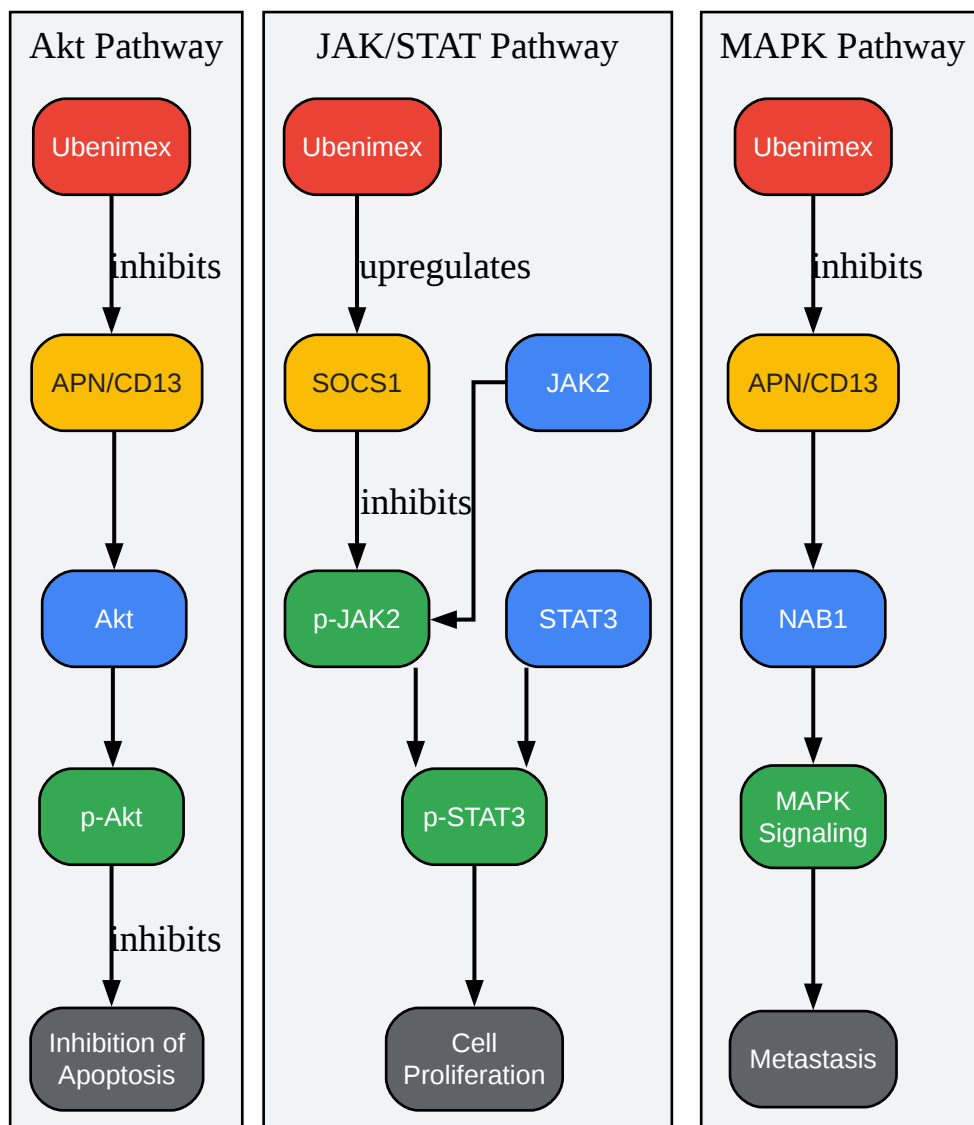 Akt Pathway
Ubenimex
inhibits
APN/CD13
Akt
p-Akt
inhibits
Inhibition of
Apoptosis
JAK/STAT Pathway
Ubenimex
upregulates
SOCS1
JAK2
inhibits
p-JAK2
STAT3
p-STAT3
Cell
Proliferation
MAPK Pathway
Ubenimex
inhibits
APN/CD13
NAB1
MAPK
Signaling
Metastasis